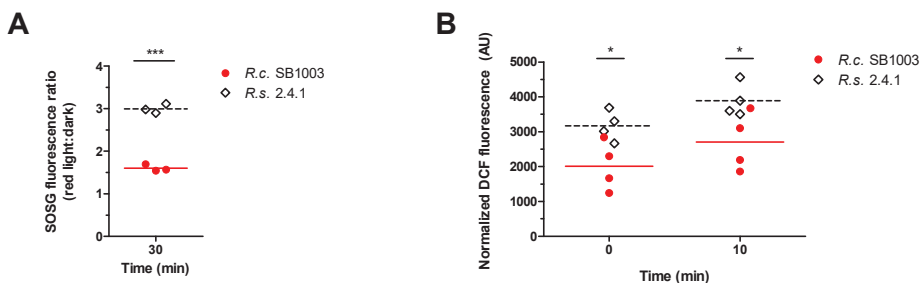 A
***
SOSG fluorescence ratio
(red light:dark)
4
3
2
1
0
30
Time (min)
R.c. SB1003
R.s. 2.4.1
B
* *
Normalized DCF fluorescence (AU)
5000
4000
3000
2000
1000
0
0 10
Time (min)
R.c. SB1003
R.s. 2.4.1